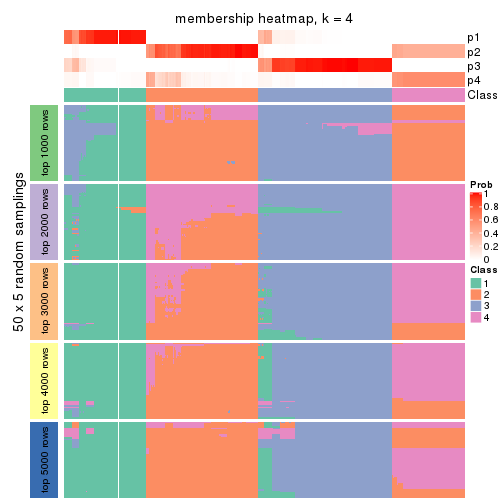 membership heatmap, k = 4
p1
p2
p3
p4
Class
50 x 5 random samplings
top 1000 rows
top 2000 rows
top 3000 rows
top 4000 rows
top 5000 rows
Prob
1
0.8
0.6
0.4
0.2
0
Class
1
2
3
4